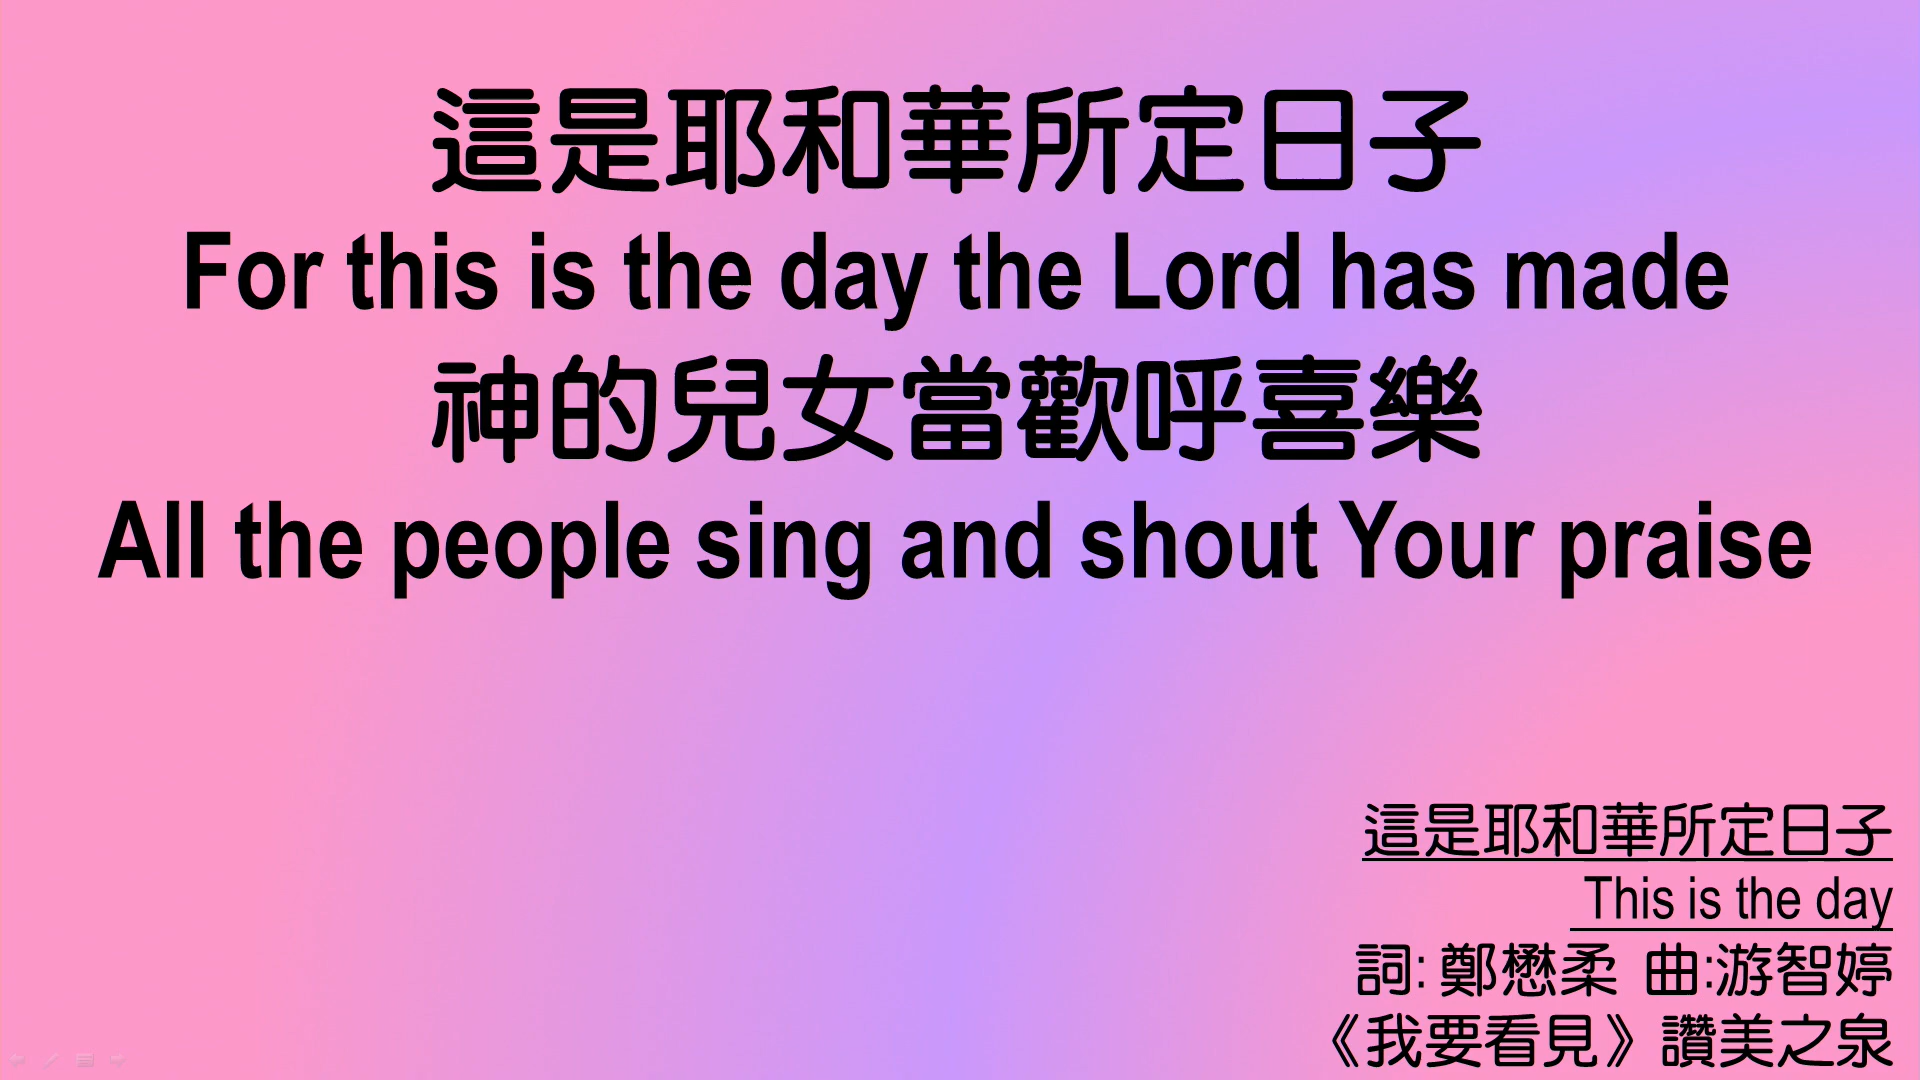 這是耶和華所定日子
For this is the day the Lord has made
神的兒女當歡呼喜樂
All the people sing and shout Your praise
這是耶和華所定日子
This is the day
詞: 鄭懋柔 曲:游智婷
《我要看見》讚美之泉